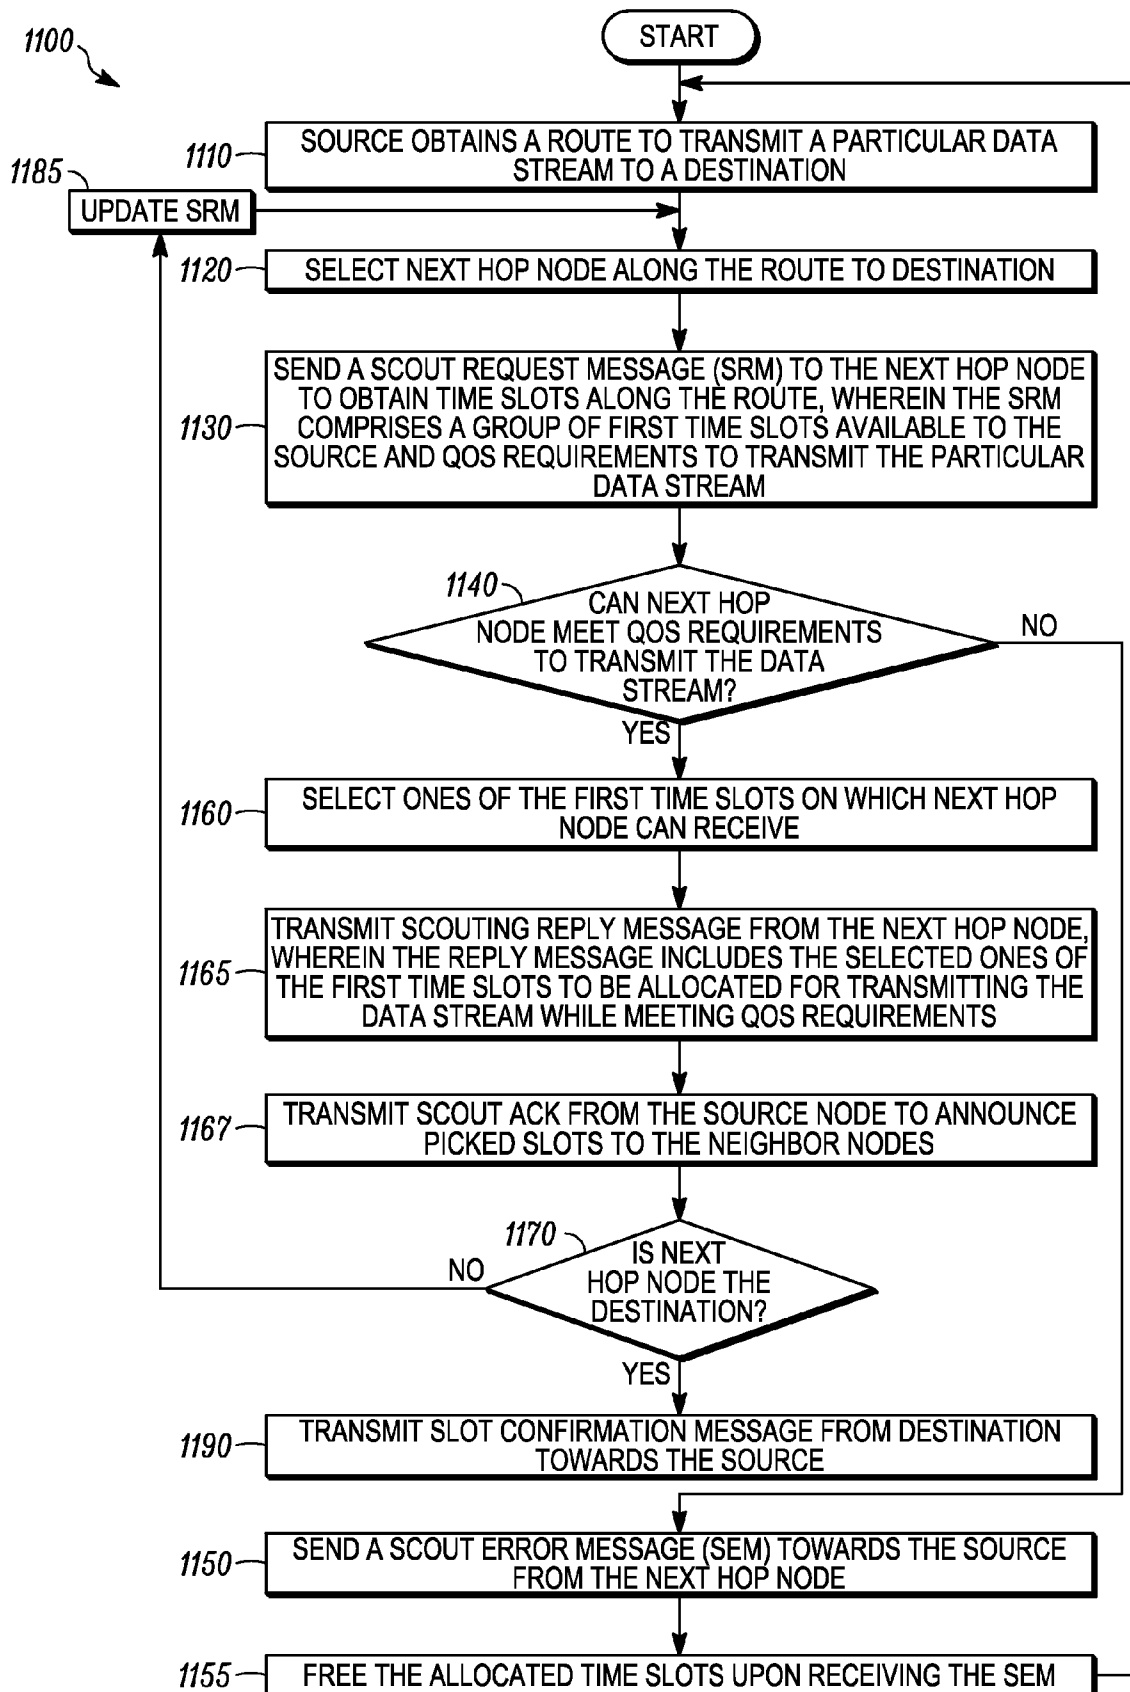 1100
START
1110
SOURCE OBTAINS A ROUTE TO TRANSMIT A PARTICULAR DATA
STREAM TO A DESTINATION
1185
UPDATE SRM
1120
SELECT NEXT HOP NODE ALONG THE ROUTE TO DESTINATION
1130
SEND A SCOUT REQUEST MESSAGE (SRM) TO THE NEXT HOP NODE
TO OBTAIN TIME SLOTS ALONG THE ROUTE, WHEREIN THE SRM
COMPRISES A GROUP OF FIRST TIME SLOTS AVAILABLE TO THE
SOURCE AND QOS REQUIREMENTS TO TRANSMIT THE PARTICULAR
DATA STREAM
1140
CAN NEXT HOP
NODE MEET QOS REQUIREMENTS
TO TRANSMIT THE DATA
STREAM?
NO
YES
1160
SELECT ONES OF THE FIRST TIME SLOTS ON WHICH NEXT HOP
NODE CAN RECEIVE
1165
TRANSMIT SCOUTING REPLY MESSAGE FROM THE NEXT HOP NODE,
WHEREIN THE REPLY MESSAGE INCLUDES THE SELECTED ONES OF
THE FIRST TIME SLOTS TO BE ALLOCATED FOR TRANSMITTING THE
DATA STREAM WHILE MEETING QOS REQUIREMENTS
1167
TRANSMIT SCOUT ACK FROM THE SOURCE NODE TO ANNOUNCE
PICKED SLOTS TO THE NEIGHBOR NODES
1170
IS NEXT
HOP NODE THE
DESTINATION?
NO
YES
1190
TRANSMIT SLOT CONFIRMATION MESSAGE FROM DESTINATION
TOWARDS THE SOURCE
1150
SEND A SCOUT ERROR MESSAGE (SEM) TOWARDS THE SOURCE
FROM THE NEXT HOP NODE
1155
FREE THE ALLOCATED TIME SLOTS UPON RECEIVING THE SEM